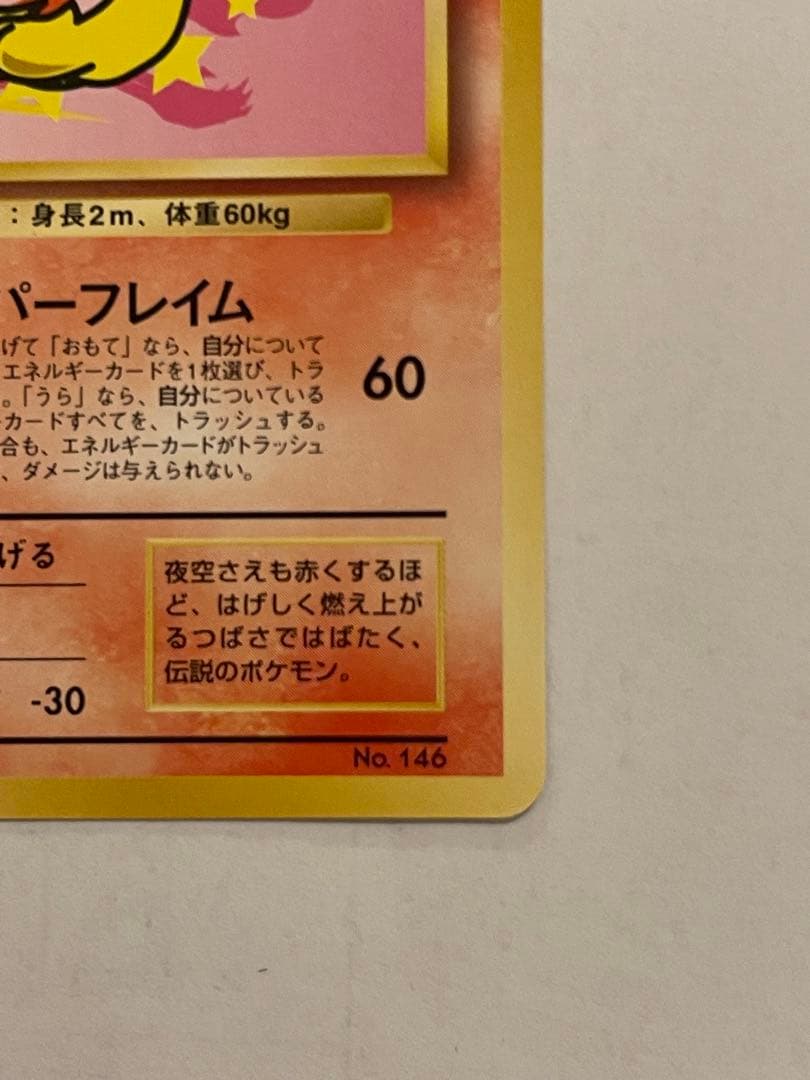 ：身長2m、体重60kg
パーフレイム
げて「おもて」なら、自分について
エネルギーカードを1枚選び、トラ
。「うら」なら、自分についている
カードすべてを、トラッシュする。
合も、エネルギーカードがトラッシュ
、ダメージは与えられない。
60
げる
-30
夜空さえも赤くするほ
ど、はげしく燃え上が
るつばさではばたく、
伝説のポケモン。
No. 146